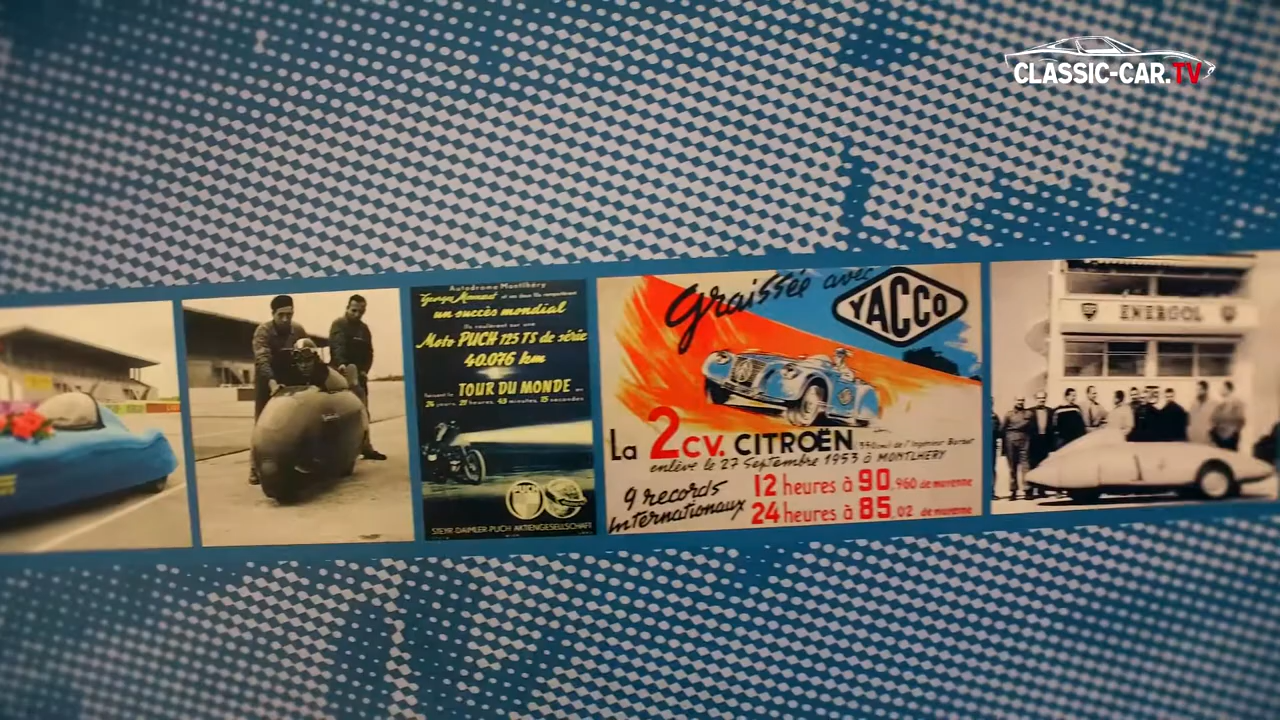 CLASSIC-CAR.TV
Autodrome Montlhéry
un succès mondial
Moto PUCH 125 TS de série
40.076 km
TOUR DU MONDE
STEYR-DAIMLER-PUCH AKTIENGESELLSCHAFT
Graissée avec
YACCO
La 2CV. CITROËN
enlève le 27 Septembre 1953 à MONTLHERY
9 records
Internationaux
12 heures à 90,960 de moyenne
24 heures à 85,02 de moyenne
ENERGOL